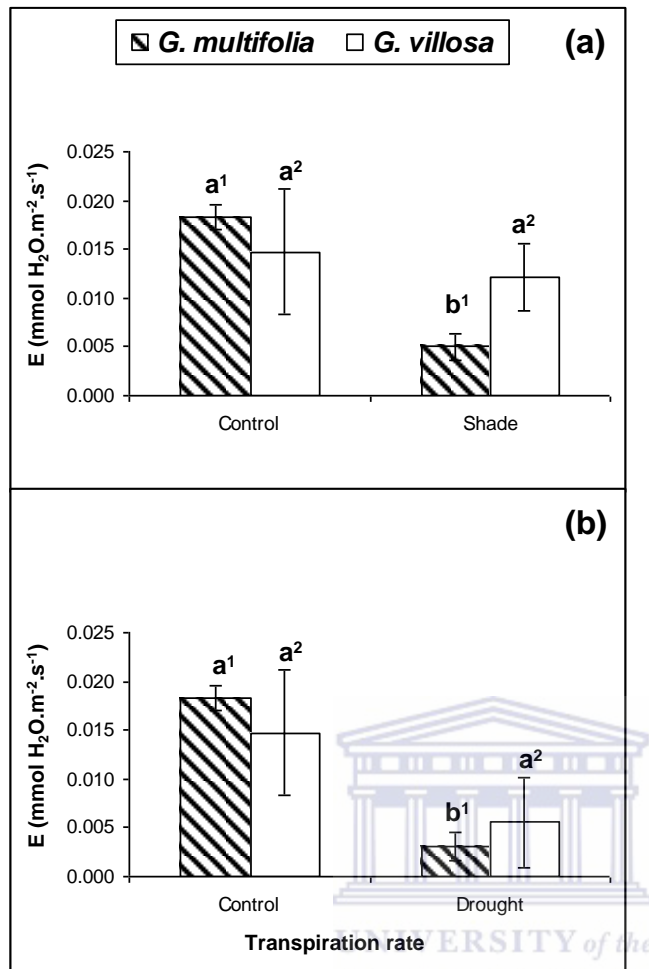 G. multifolia G. villosa (a)
E (mmol H₂O.m⁻².s⁻¹)
0.025
0.020
0.015
0.010
0.005
0.000
a¹ a²
b¹ a²
Control Shade
(b)
E (mmol H₂O.m⁻².s⁻¹)
0.025
0.020
0.015
0.010
0.005
0.000
a¹ a²
b¹ a²
Control Drought
Transpiration rate
UNIVERSITY of the